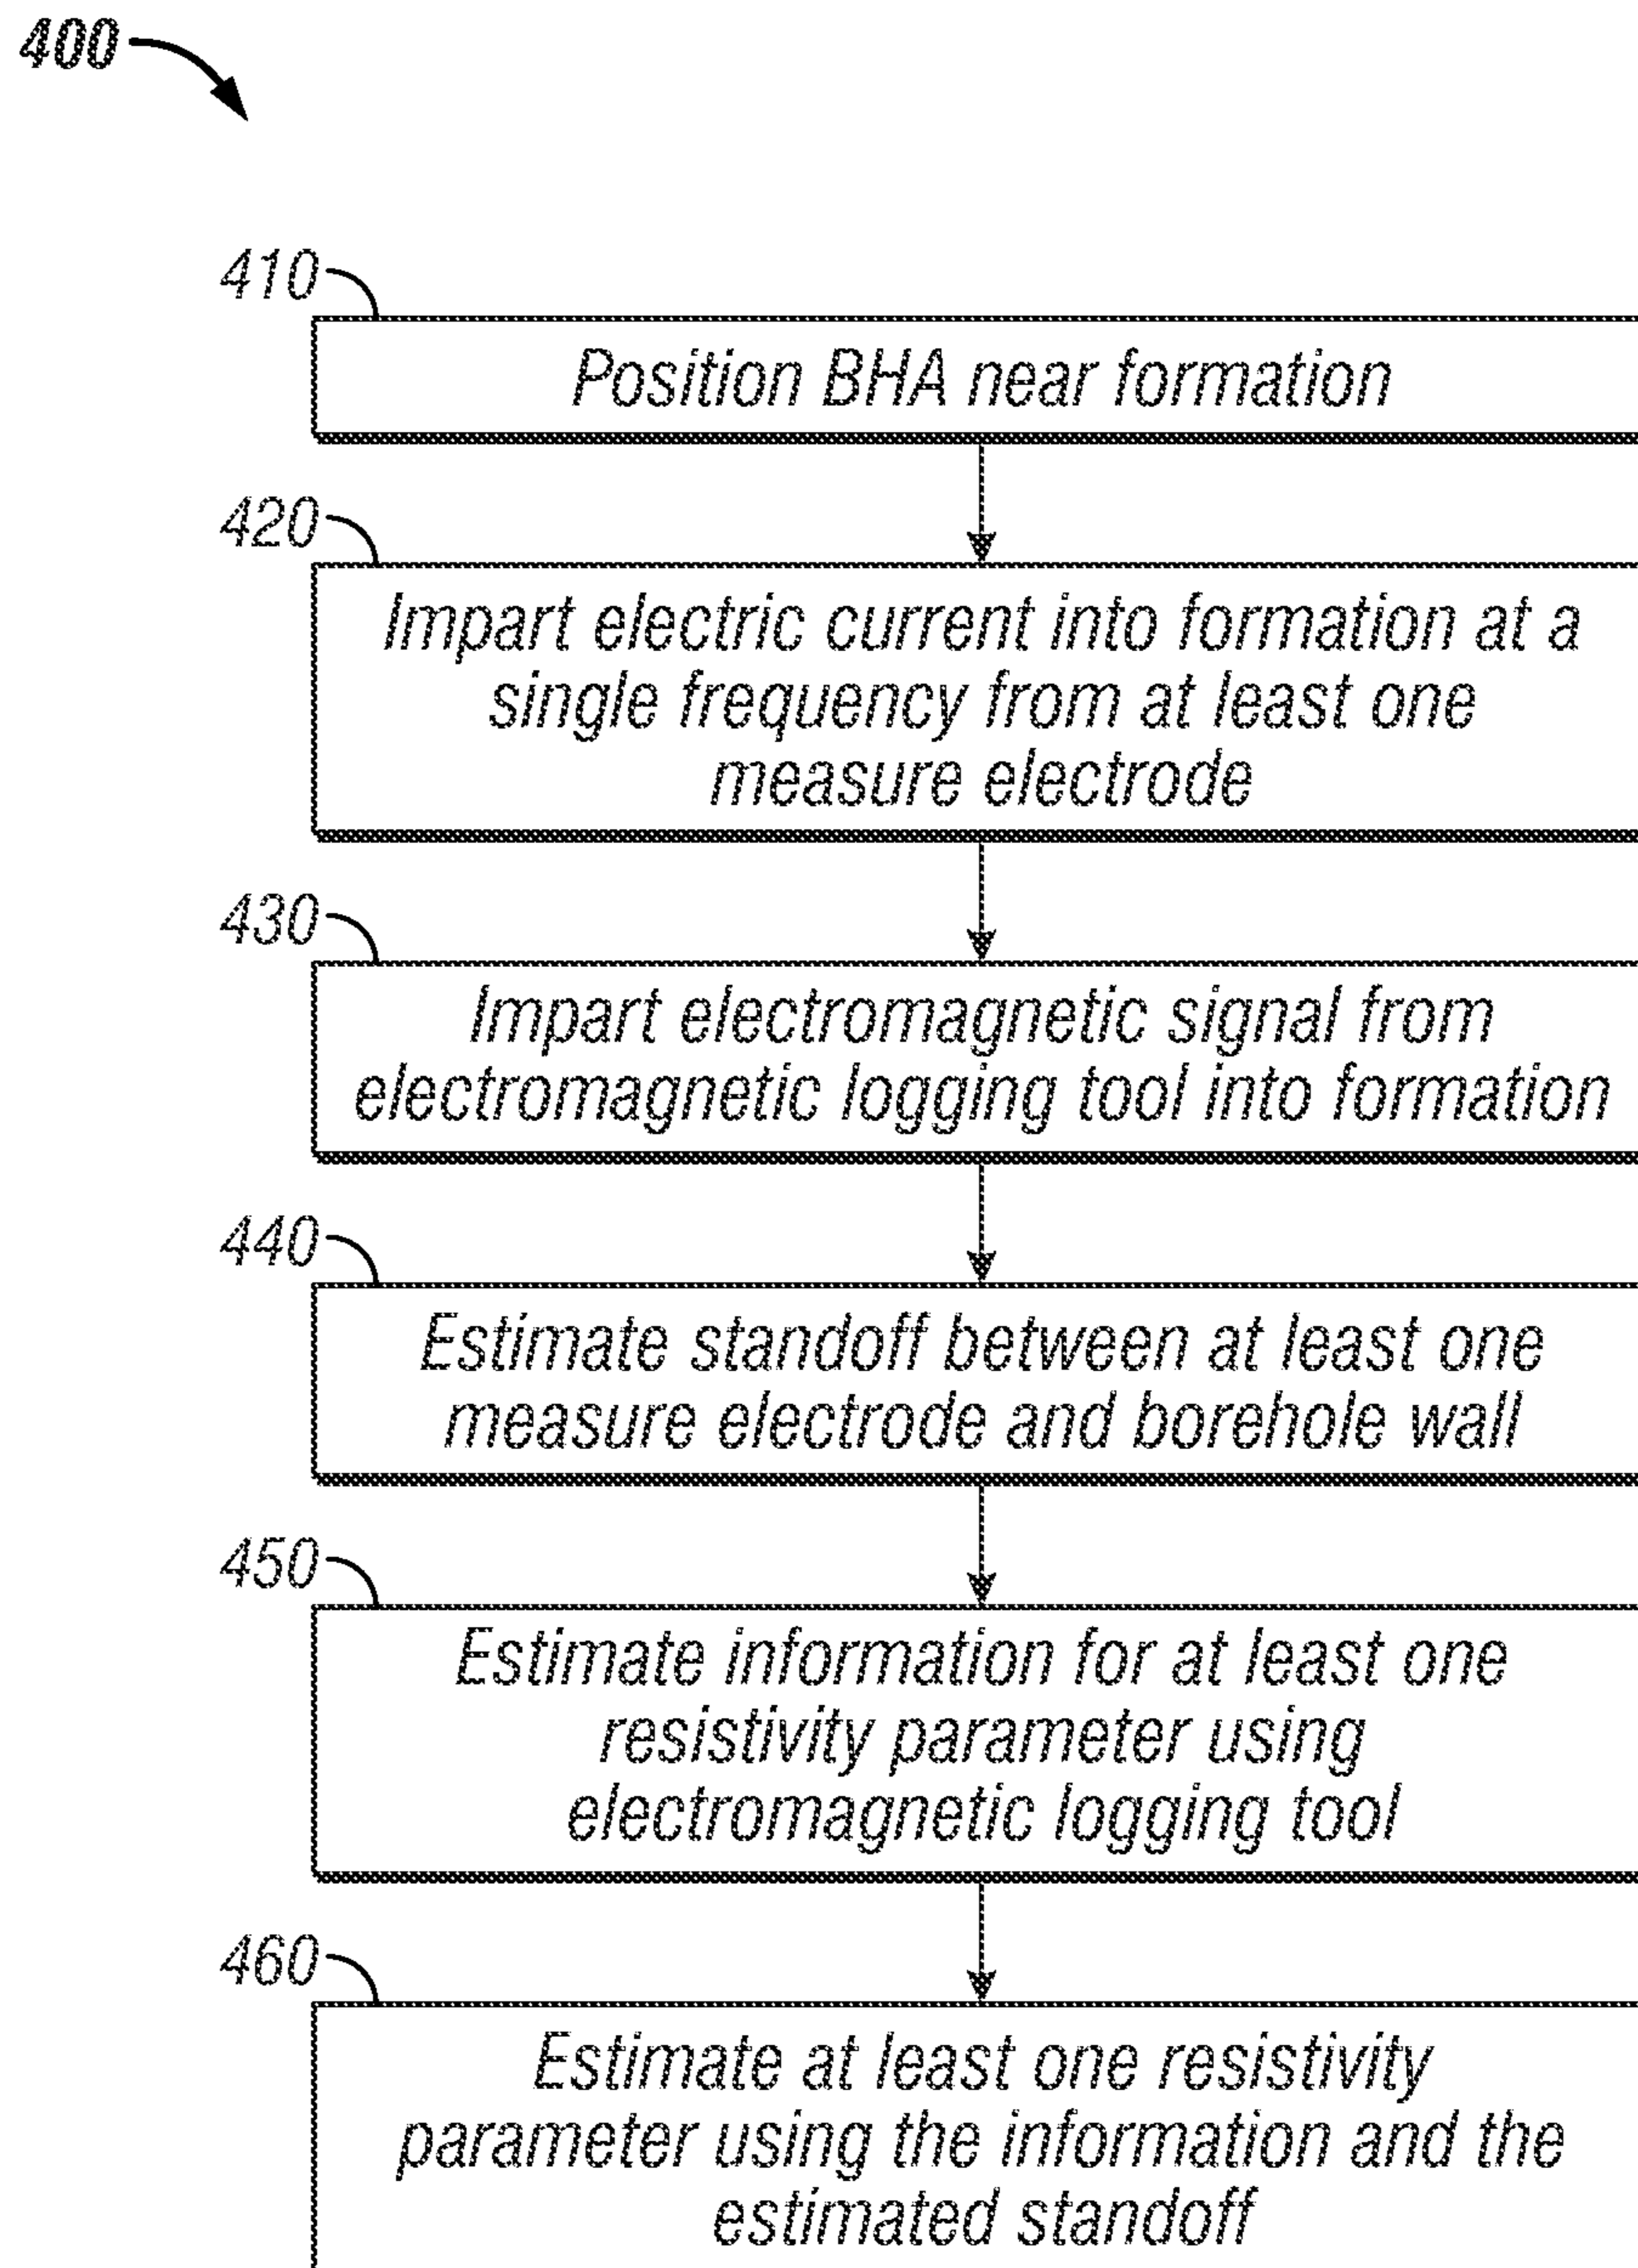 400
410
Position BHA near formation
420
Impart electric current into formation at a
single frequency from at least one
measure electrode
430
Impart electromagnetic signal from
electromagnetic logging tool into formation
440
Estimate standoff between at least one
measure electrode and borehole wall
450
Estimate information for at least one
resistivity parameter using
electromagnetic logging tool
460
Estimate at least one resistivity
parameter using the information and the
estimated standoff